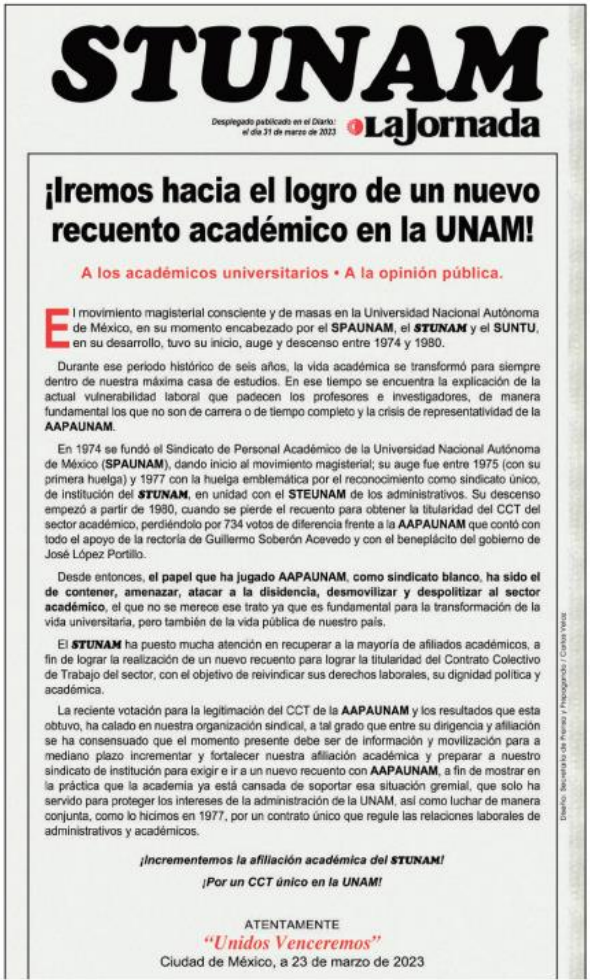 STUNAM
Desplegado publicado en el Diario:
el día 31 de marzo de 2023
LaJornada
¡Iremos hacia el logro de un nuevo
recuento académico en la UNAM!
A los académicos universitarios • A la opinión pública.
El movimiento magisterial consciente y de masas en la Universidad Nacional Autónoma
de México, en su momento encabezado por el SPAUNAM, el STUNAM y el SUNTU,
en su desarrollo, tuvo su inicio, auge y descenso entre 1974 y 1980.
Durante ese periodo histórico de seis años, la vida académica se transformó para siempre
dentro de nuestra máxima casa de estudios. En ese tiempo se encuentra la explicación de la
actual vulnerabilidad laboral que padecen los profesores e investigadores, de manera
fundamental los que no son de carrera o de tiempo completo y la crisis de representatividad de la
AAPAUNAM.
En 1974 se fundó el Sindicato de Personal Académico de la Universidad Nacional Autónoma
de México (SPAUNAM), dando inicio al movimiento magisterial; su auge fue entre 1975 (con su
primera huelga) y 1977 con la huelga emblemática por el reconocimiento como sindicato único,
de institución del STUNAM, en unidad con el STEUNAM de los administrativos. Su descenso
empezó a partir de 1980, cuando se pierde el recuento para obtener la titularidad del CCT del
sector académico, perdiéndolo por 734 votos de diferencia frente a la AAPAUNAM que contó con
todo el apoyo de la rectoría de Guillermo Soberón Acevedo y con el beneplácito del gobierno de
José López Portillo.
Desde entonces, el papel que ha jugado AAPAUNAM, como sindicato blanco, ha sido el
de contener, amenazar, atacar a la disidencia, desmovilizar y despolitizar al sector
académico, el que no se merece ese trato ya que es fundamental para la transformación de la
vida universitaria, pero también de la vida pública de nuestro país.
El STUNAM ha puesto mucha atención en recuperar a la mayoría de afiliados académicos, a
fin de lograr la realización de un nuevo recuento para lograr la titularidad del Contrato Colectivo
de Trabajo del sector, con el objetivo de reivindicar sus derechos laborales, su dignidad política y
académica.
La reciente votación para la legitimación del CCT de la AAPAUNAM y los resultados que esta
obtuvo, ha calado en nuestra organización sindical, a tal grado que entre su dirigencia y afiliación
se ha consensuado que el momento presente debe ser de información y movilización para a
mediano plazo incrementar y fortalecer nuestra afiliación académica y preparar a nuestro
sindicato de institución para exigir e ir a un nuevo recuento con AAPAUNAM, a fin de mostrar en
la práctica que la academia ya está cansada de soportar esa situación gremial, que solo ha
servido para proteger los intereses de la administración de la UNAM, así como luchar de manera
conjunta, como lo hicimos en 1977, por un contrato único que regule las relaciones laborales de
administrativos y académicos.
¡Incrementemos la afiliación académica del STUNAM!
¡Por un CCT único en la UNAM!
ATENTAMENTE
“Unidos Venceremos”
Ciudad de México, a 23 de marzo de 2023
Diseño: Secretaría de Prensa y Propaganda / Carlos Véloz